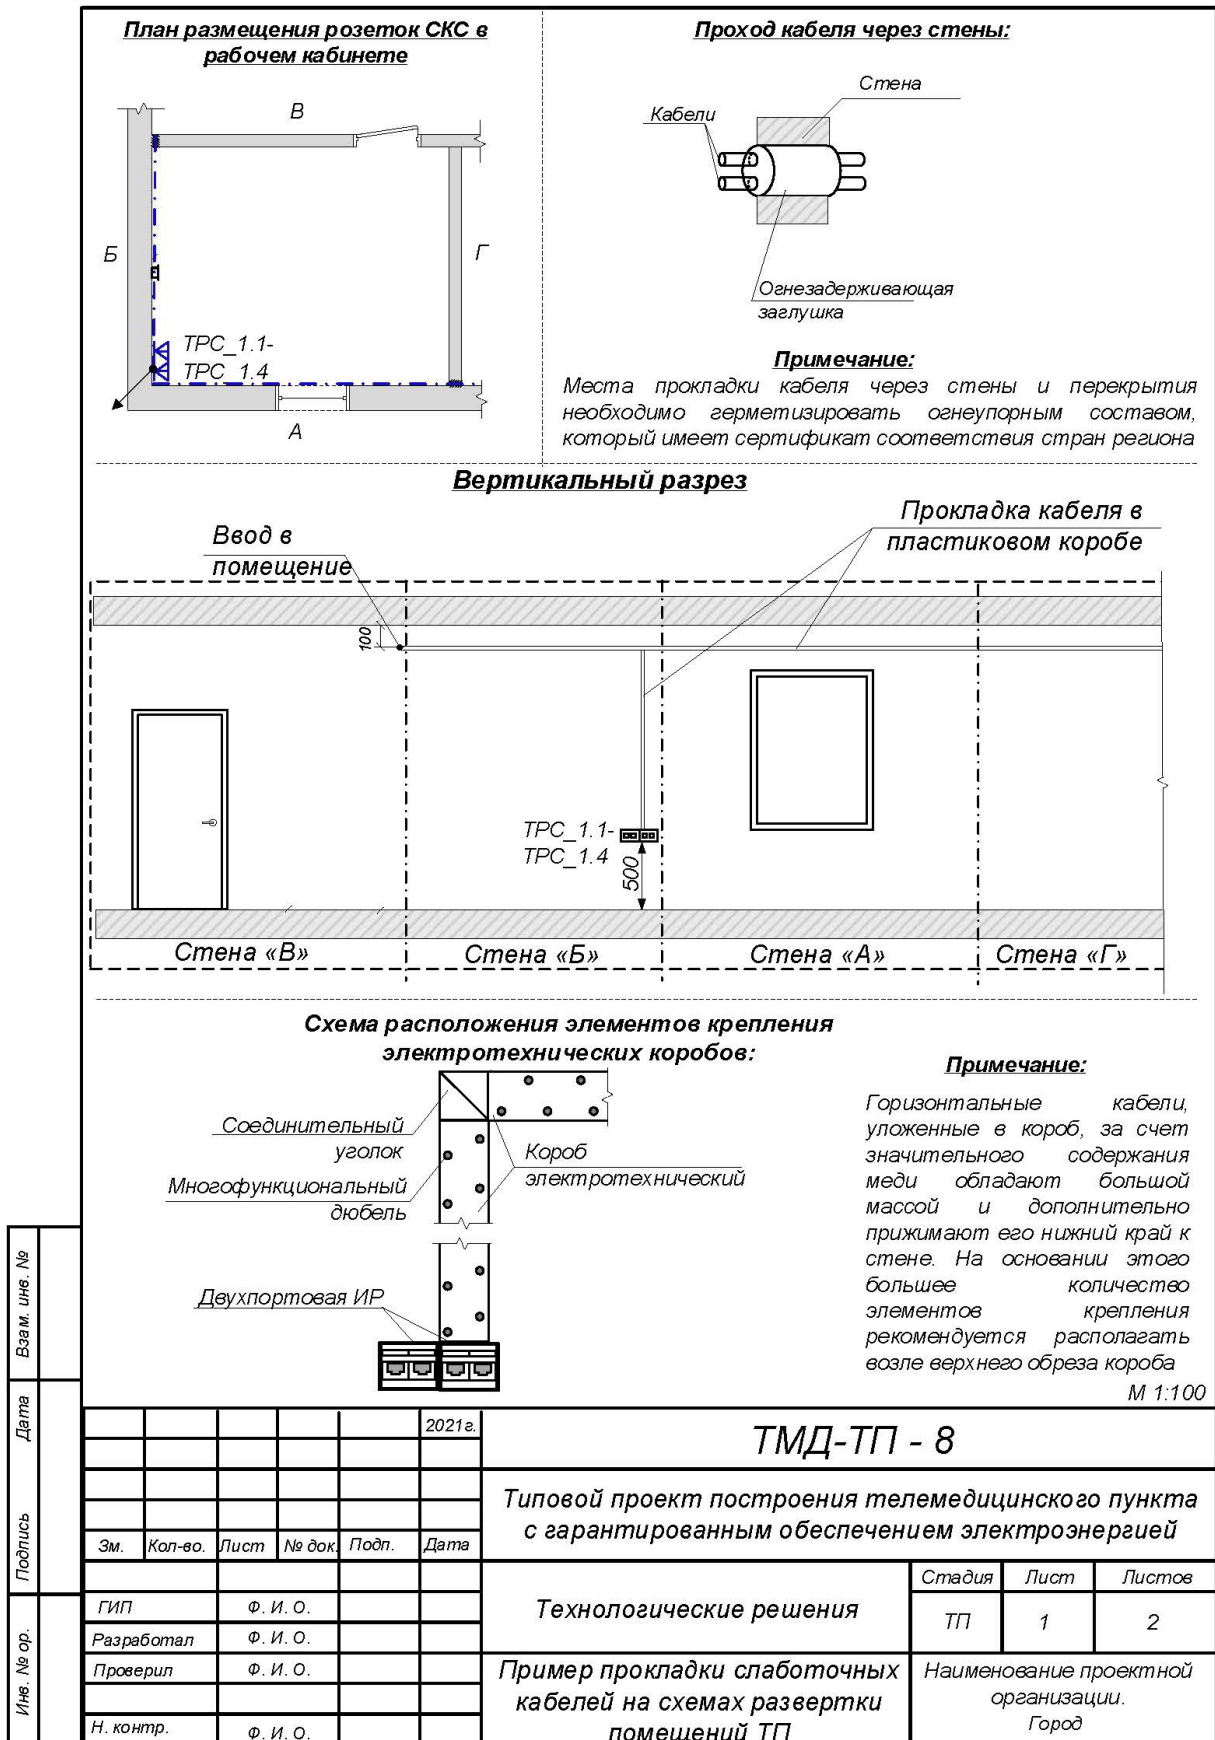 План размещения розеток СКС в
рабочем кабинете
В
Б
Г
ТРС_1.1-
ТРС_1.4
А
Проход кабеля через стены:
Стена
Кабели
Огнезадерживающая
заглушка
Примечание:
Места прокладки кабеля через стены и перекрытия
необходимо герметизировать огнеупорным составом,
который имеет сертификат соответствия стран региона
Вертикальный разрез
Ввод в
помещение
Прокладка кабеля в
пластиковом коробе
100
ТРС_1.1-
ТРС_1.4
500
Стена «В»
Стена «Б»
Стена «А»
Стена «Г»
Схема расположения элементов крепления
электротехнических коробов:
Соединительный
уголок
Многофункциональный
дюбель
Короб
электротехнический
Двухпортовая ИР
Примечание:
Горизонтальные кабели,
уложенные в короб, за счет
значительного содержания
меди обладают большой
массой и дополнительно
прижимают его нижний край к
стене. На основании этого
большее количество
элементов крепления
рекомендуется располагать
возле верхнего обреза короба
М 1:100
Взам. инв. №
Дата
Подпись
Инв. № ор.
2021г.
Зм. Кол-во. Лист № док. Подп. Дата
ГИП Ф. И. О.
Разработал Ф. И. О.
Проверил Ф. И. О.
Н. контр. Ф. И. О.
ТМД-ТП - 8
Типовой проект построения телемедицинского пункта
с гарантированным обеспечением электроэнергией
Технологические решения
Стадия Лист Листов
ТП 1 2
Пример прокладки слаботочных
кабелей на схемах развертки
помещений ТП
Наименование проектной
организации.
Город